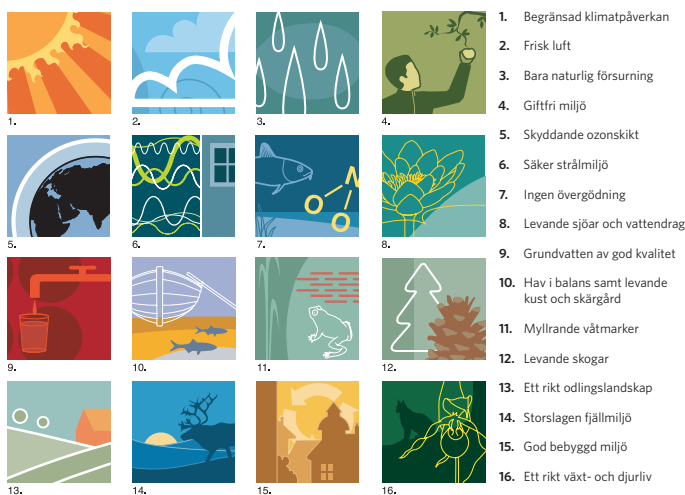 1.
2.
3.
4.
5.
6.
N
O
O
7.
8.
9.
10.
11.
12.
13.
14.
15.
16.
1. Begränsad klimatpåverkan
2. Frisk luft
3. Bara naturlig försurning
4. Giftfri miljö
5. Skyddande ozonskikt
6. Säker strålmiljö
7. Ingen övergödning
8. Levande sjöar och vattendrag
9. Grundvatten av god kvalitet
10. Hav i balans samt levande
kust och skärgård
11. Myllrande våtmarker
12. Levande skogar
13. Ett rikt odlingslandskap
14. Storslagen fjällmiljö
15. God bebyggd miljö
16. Ett rikt växt- och djurliv